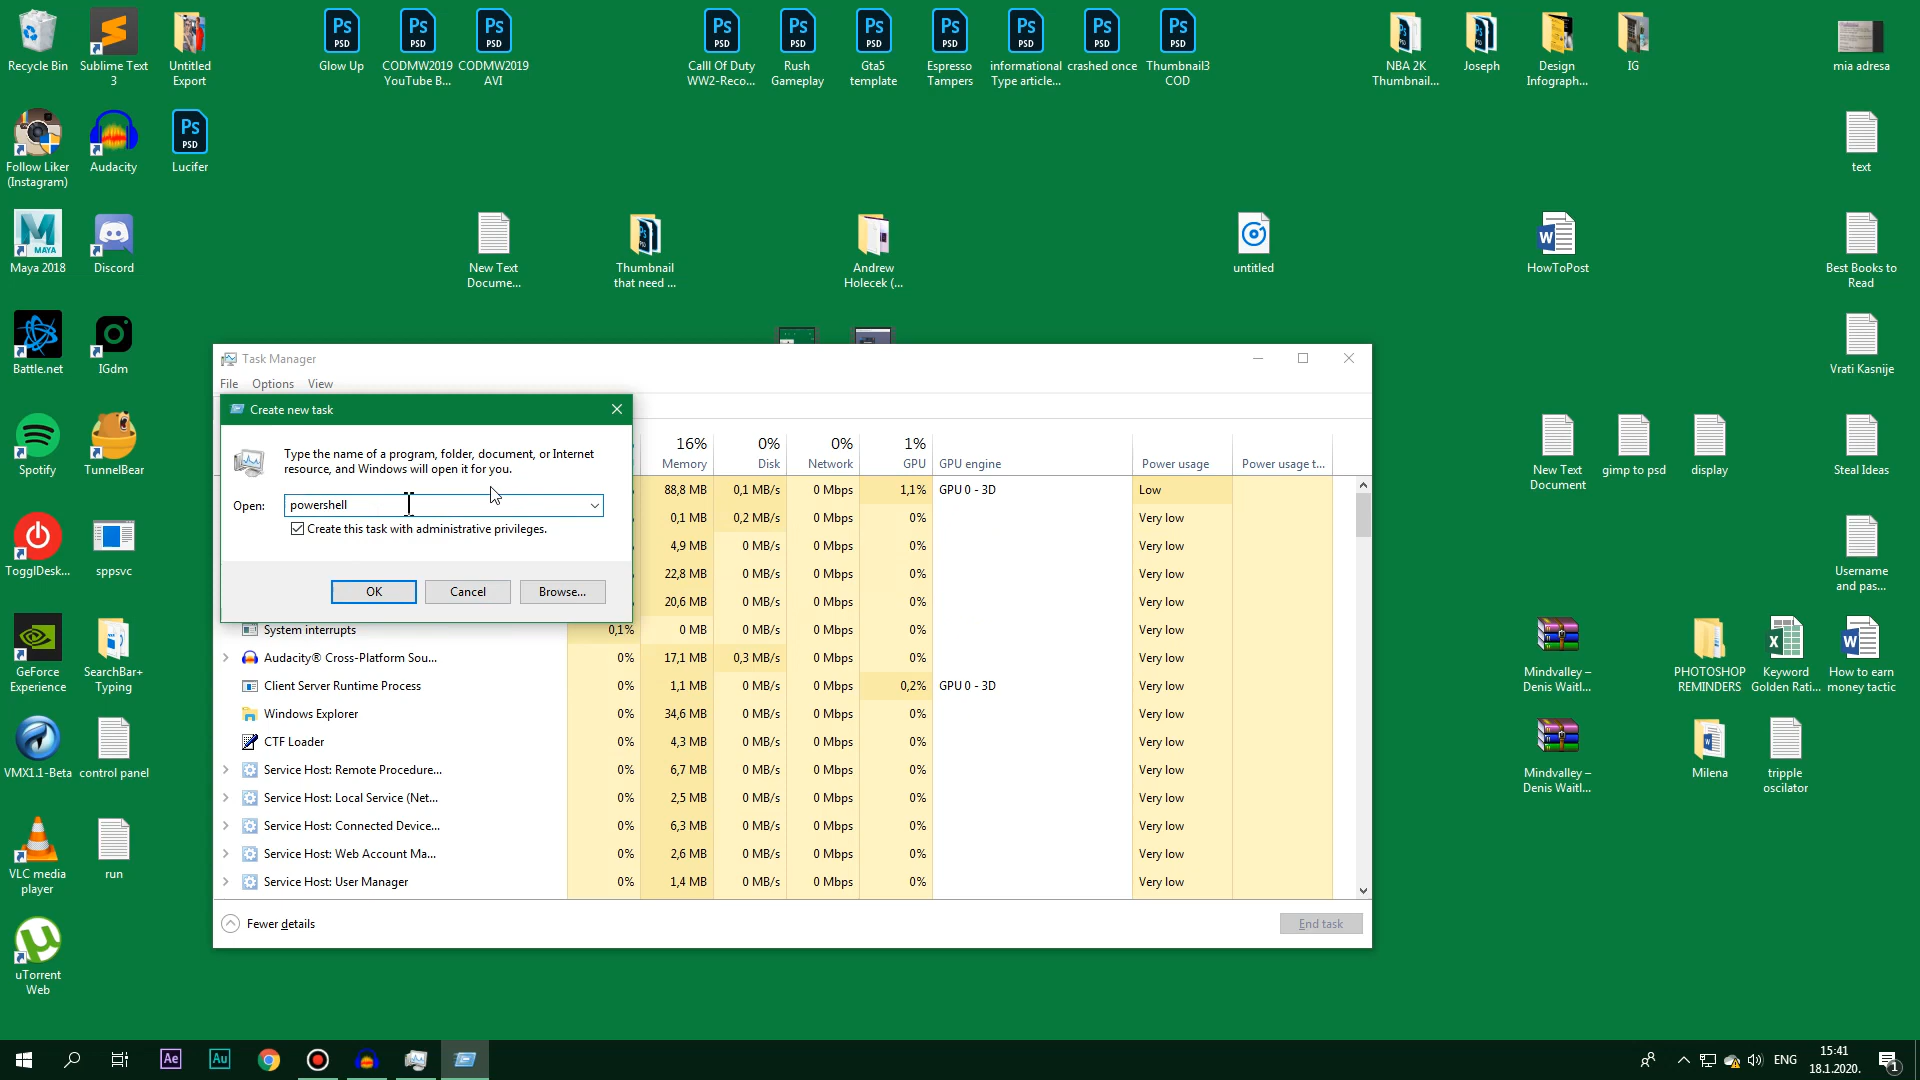 Recycle Bin
Sublime Text
3
Untitled
Export
Glow Up
CODMW2019
YouTube B...
CODMW2019
AVI
Calll Of Duty
WW2-Reco...
Rush
Gameplay
Gta5
template
Espresso
Tampers
informational
Type article...
crashed once
Thumbnail3
COD
NBA 2K
Thumbnail...
Joseph
Design
Infograph...
IG
mia adresa
Follow Liker
(Instagram)
Audacity
Lucifer
text
Maya 2018
Discord
New Text
Docume...
Thumbnail
that need ...
Andrew
Holecek (...
untitled
HowToPost
Best Books to
Read
Battle.net
IGdm
Vrati Kasnije
Spotify
TunnelBear
New Text
Document
gimp to psd
display
Steal Ideas
TogglDesk...
sppsvc
Username
and pas...
GeForce
Experience
SearchBar+
Typing
Mindvalley –
Denis Waitl...
PHOTOSHOP
REMINDERS
Keyword
Golden Rati...
How to earn
money tactic
VMX1.1-Beta
control panel
Mindvalley –
Denis Waitl...
Milena
tripple
oscilator
VLC media
player
run
uTorrent
Web
Task Manager
File Options View
Create new task
Type the name of a program, folder, document, or Internet
resource, and Windows will open it for you.
Open: powershell
Create this task with administrative privileges.
OK Cancel Browse...
16% 0% 0% 1%
Memory Disk Network GPU GPU engine Power usage Power usage t...
88,8 MB 0,1 MB/s 0 Mbps 1,1% GPU 0 - 3D Low
0,1 MB 0,2 MB/s 0 Mbps 0% Very low
4,9 MB 0 MB/s 0 Mbps 0% Very low
22,8 MB 0 MB/s 0 Mbps 0% Very low
20,6 MB 0 MB/s 0 Mbps 0% Very low
System interrupts 0,1% 0 MB 0 MB/s 0 Mbps 0% Very low
Audacity® Cross-Platform Sou... 0% 17,1 MB 0,3 MB/s 0 Mbps 0% Very low
Client Server Runtime Process 0% 1,1 MB 0 MB/s 0 Mbps 0,2% GPU 0 - 3D Very low
Windows Explorer 0% 34,6 MB 0 MB/s 0 Mbps 0% Very low
CTF Loader 0% 4,3 MB 0 MB/s 0 Mbps 0% Very low
Service Host: Remote Procedure... 0% 6,7 MB 0 MB/s 0 Mbps 0% Very low
Service Host: Local Service (Net... 0% 2,5 MB 0 MB/s 0 Mbps 0% Very low
Service Host: Connected Device... 0% 6,3 MB 0 MB/s 0 Mbps 0% Very low
Service Host: Web Account Ma... 0% 2,6 MB 0 MB/s 0 Mbps 0% Very low
Service Host: User Manager 0% 1,4 MB 0 MB/s 0 Mbps 0% Very low
Fewer details
End task
Ae Au
ENG
15:41
18.1.2020.
1